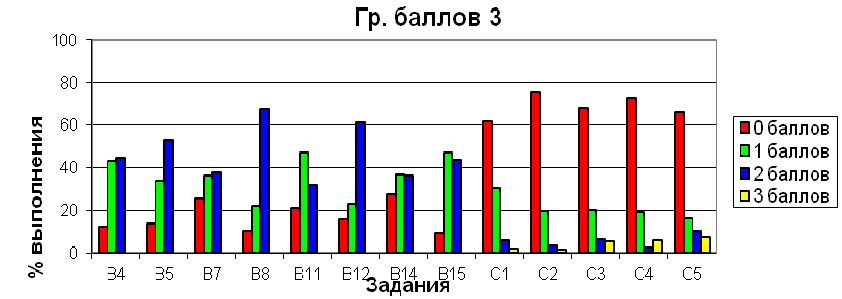 Гр. баллов 3
% выполнения
100
80
60
40
20
0
В4 В5 В7 В8 В11 В12 В14 В15 С1 С2 С3 С4 С5
Задания
0 баллов
1 баллов
2 баллов
3 баллов